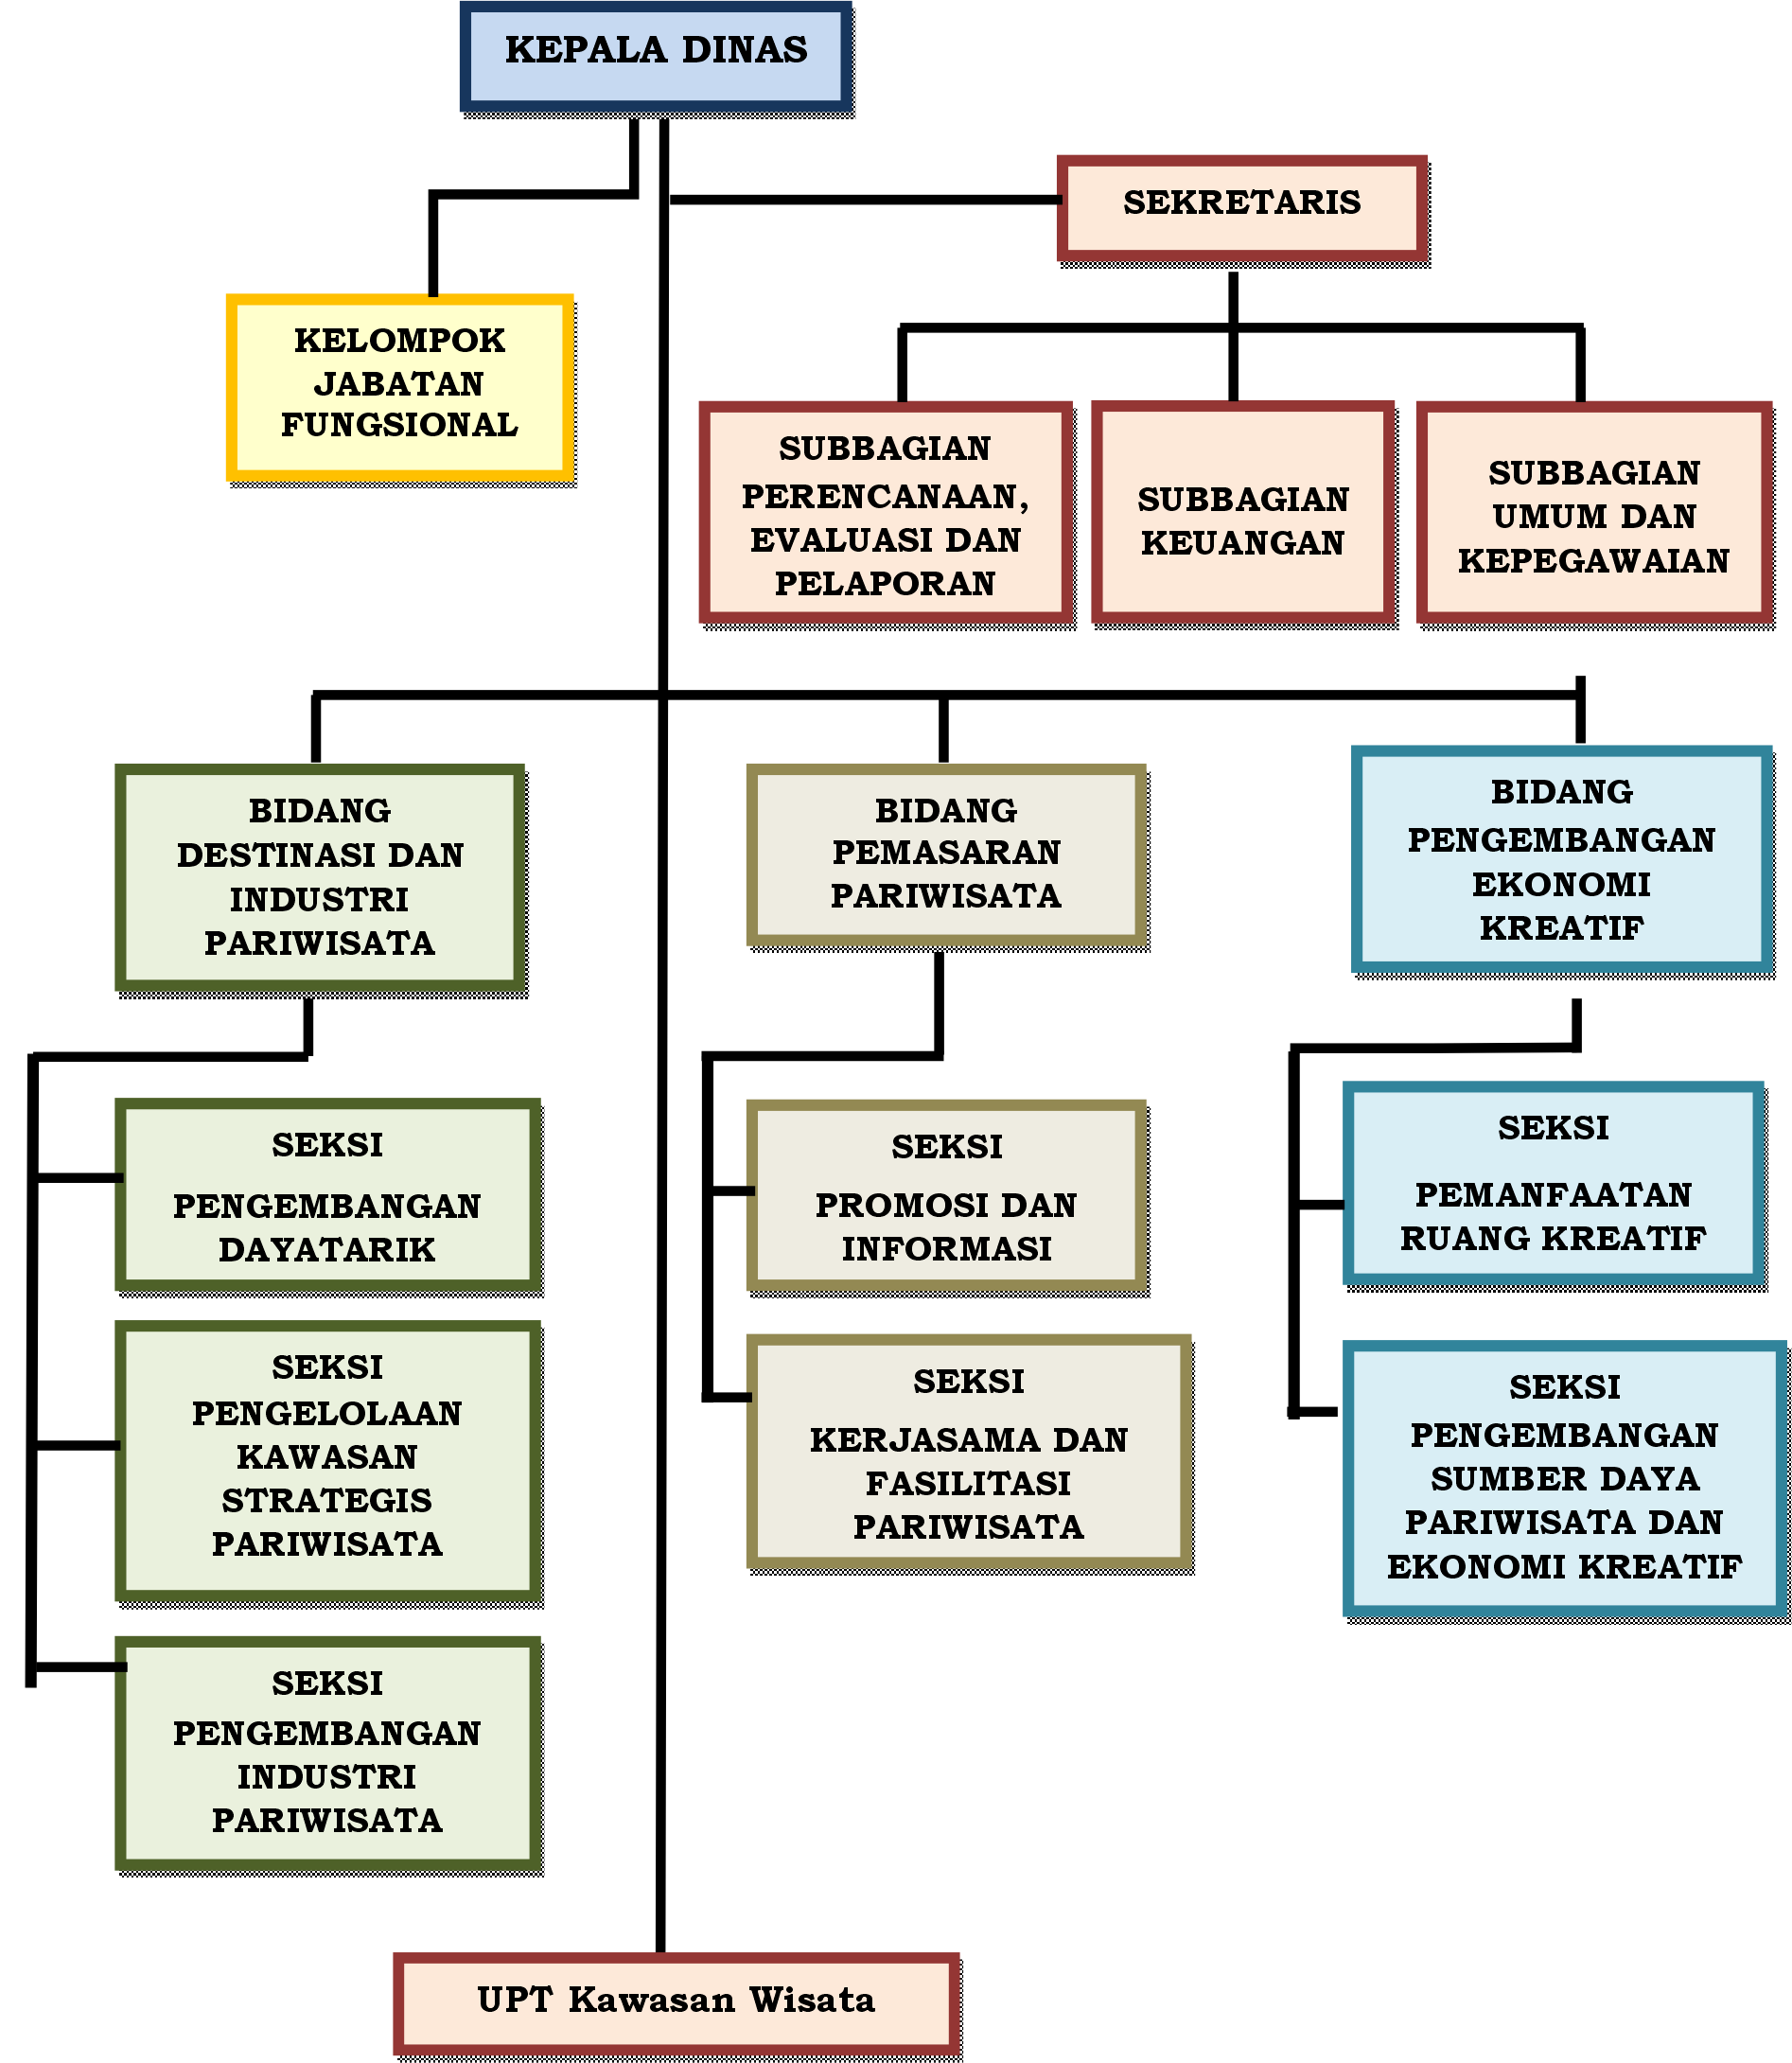 KEPALA DINAS
SEKRETARIS
KELOMPOK
JABATAN
FUNGSIONAL
SUBBAGIAN
PERENCANAAN,
EVALUASI DAN
PELAPORAN
SUBBAGIAN
KEUANGAN
SUBBAGIAN
UMUM DAN
KEPEGAWAIAN
BIDANG
DESTINASI DAN
INDUSTRI
PARIWISATA
BIDANG
PEMASARAN
PARIWISATA
BIDANG
PENGEMBANGAN
EKONOMI
KREATIF
SEKSI
PENGEMBANGAN
DAYATARIK
SEKSI
PENGELOLAAN
KAWASAN
STRATEGIS
PARIWISATA
SEKSI
PENGEMBANGAN
INDUSTRI
PARIWISATA
SEKSI
PROMOSI DAN
INFORMASI
SEKSI
KERJASAMA DAN
FASILITASI
PARIWISATA
SEKSI
PEMANFAATAN
RUANG KREATIF
SEKSI
PENGEMBANGAN
SUMBER DAYA
PARIWISATA DAN
EKONOMI KREATIF
UPT Kawasan Wisata